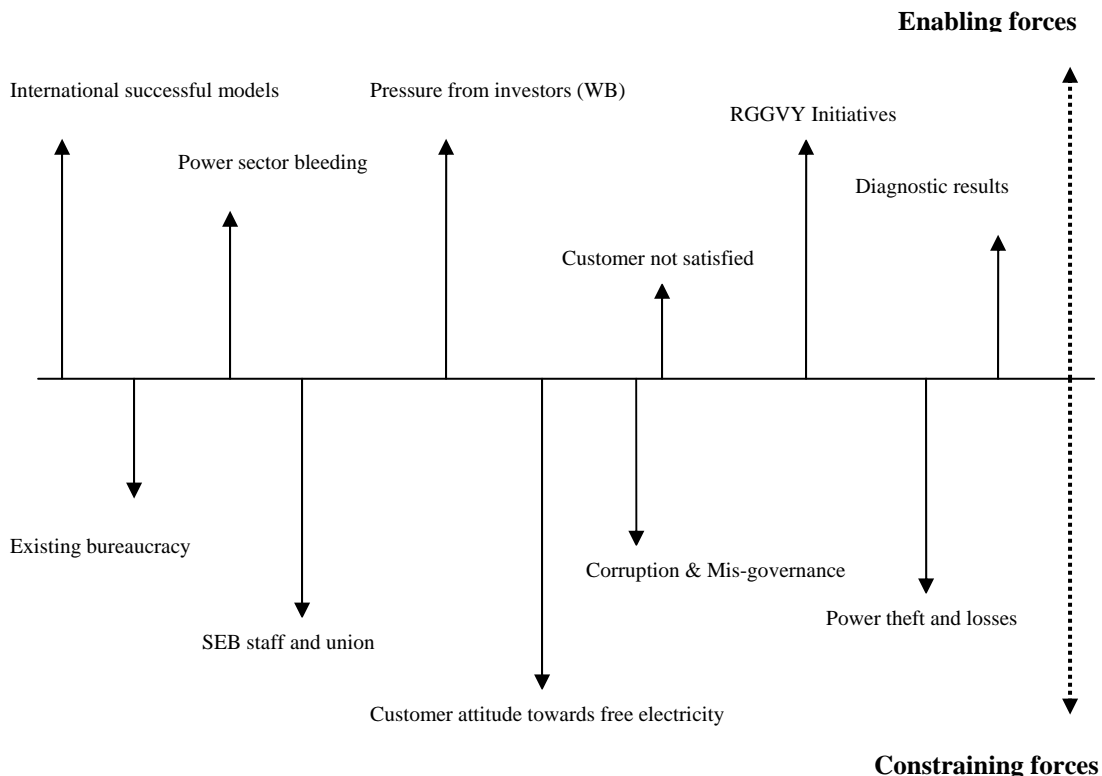 Enabling forces
International successful models
Pressure from investors (WB)
RGGVY Initiatives
Power sector bleeding
Diagnostic results
Customer not satisfied
Existing bureaucracy
Corruption & Mis-governance
Power theft and losses
SEB staff and union
Customer attitude towards free electricity
Constraining forces